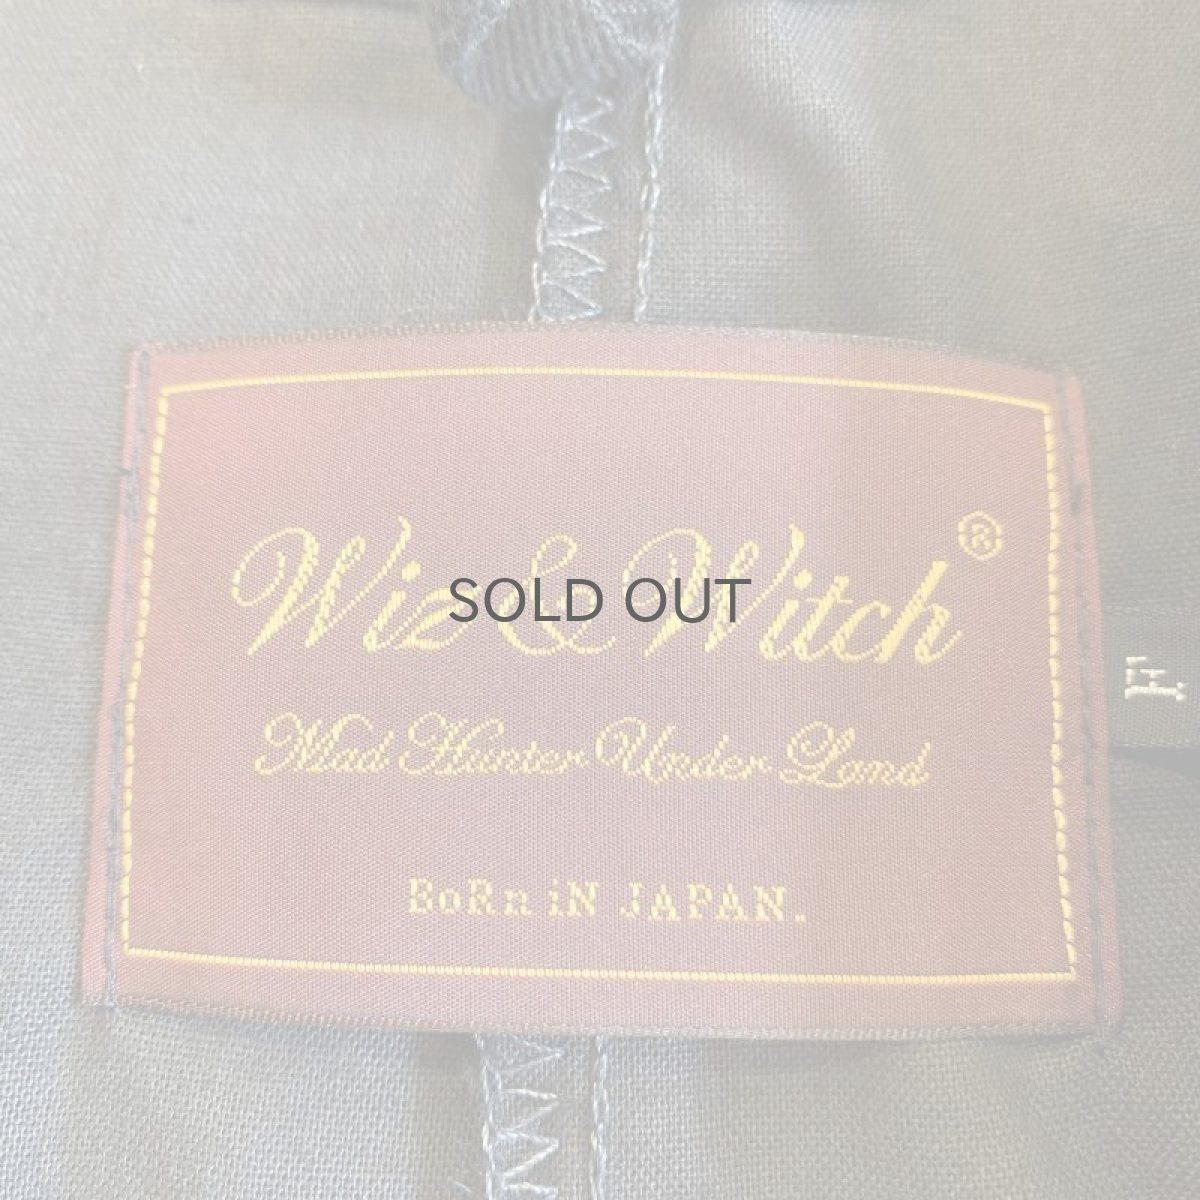 Wiz & Witch®
SOLD OUT
Mad Hunter Under Land
BoRn iN JAPAN.
F